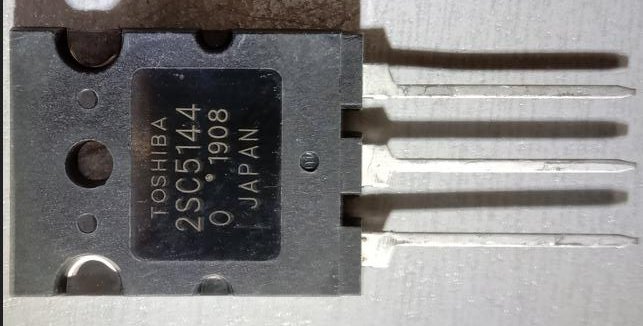 TOSHIBA
2SC5144
O • 1908
JAPAN